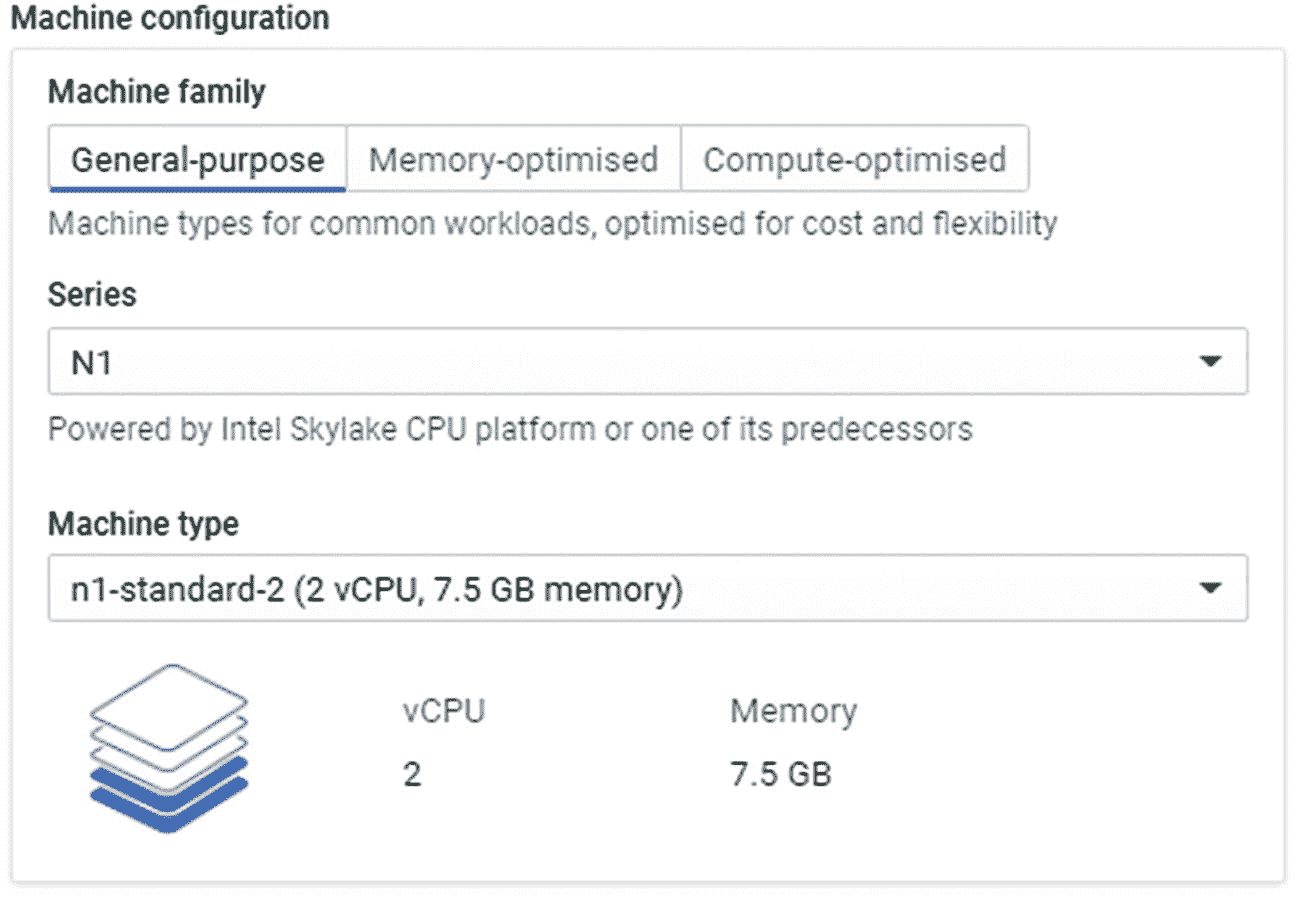 Machine configuration
Machine family
General-purpose Memory-optimised Compute-optimised
Machine types for common workloads, optimised for cost and flexibility
Series
N1
Powered by Intel Skylake CPU platform or one of its predecessors
Machine type
n1-standard-2 (2 vCPU, 7.5 GB memory)
vCPU Memory
2 7.5 GB